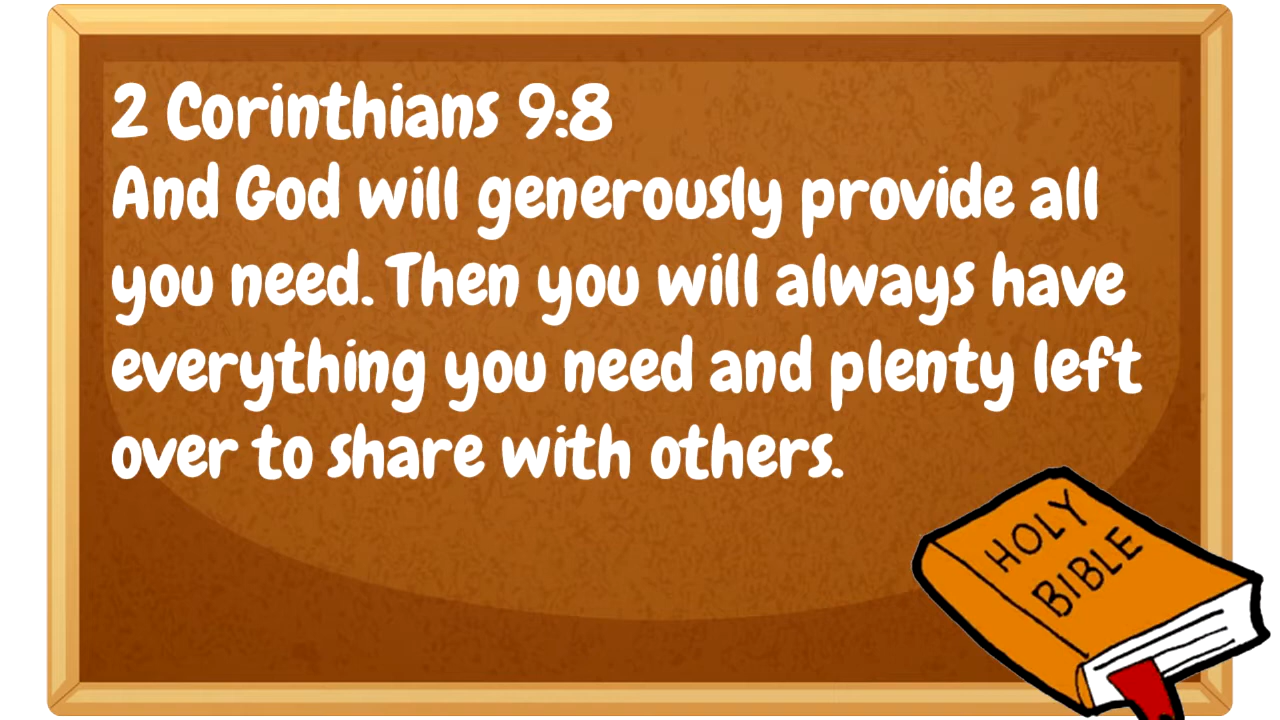 2 Corinthians 9:8
And God will generously provide all
you need. Then you will always have
everything you need and plenty left
over to share with others.
HOLY
BIBLE